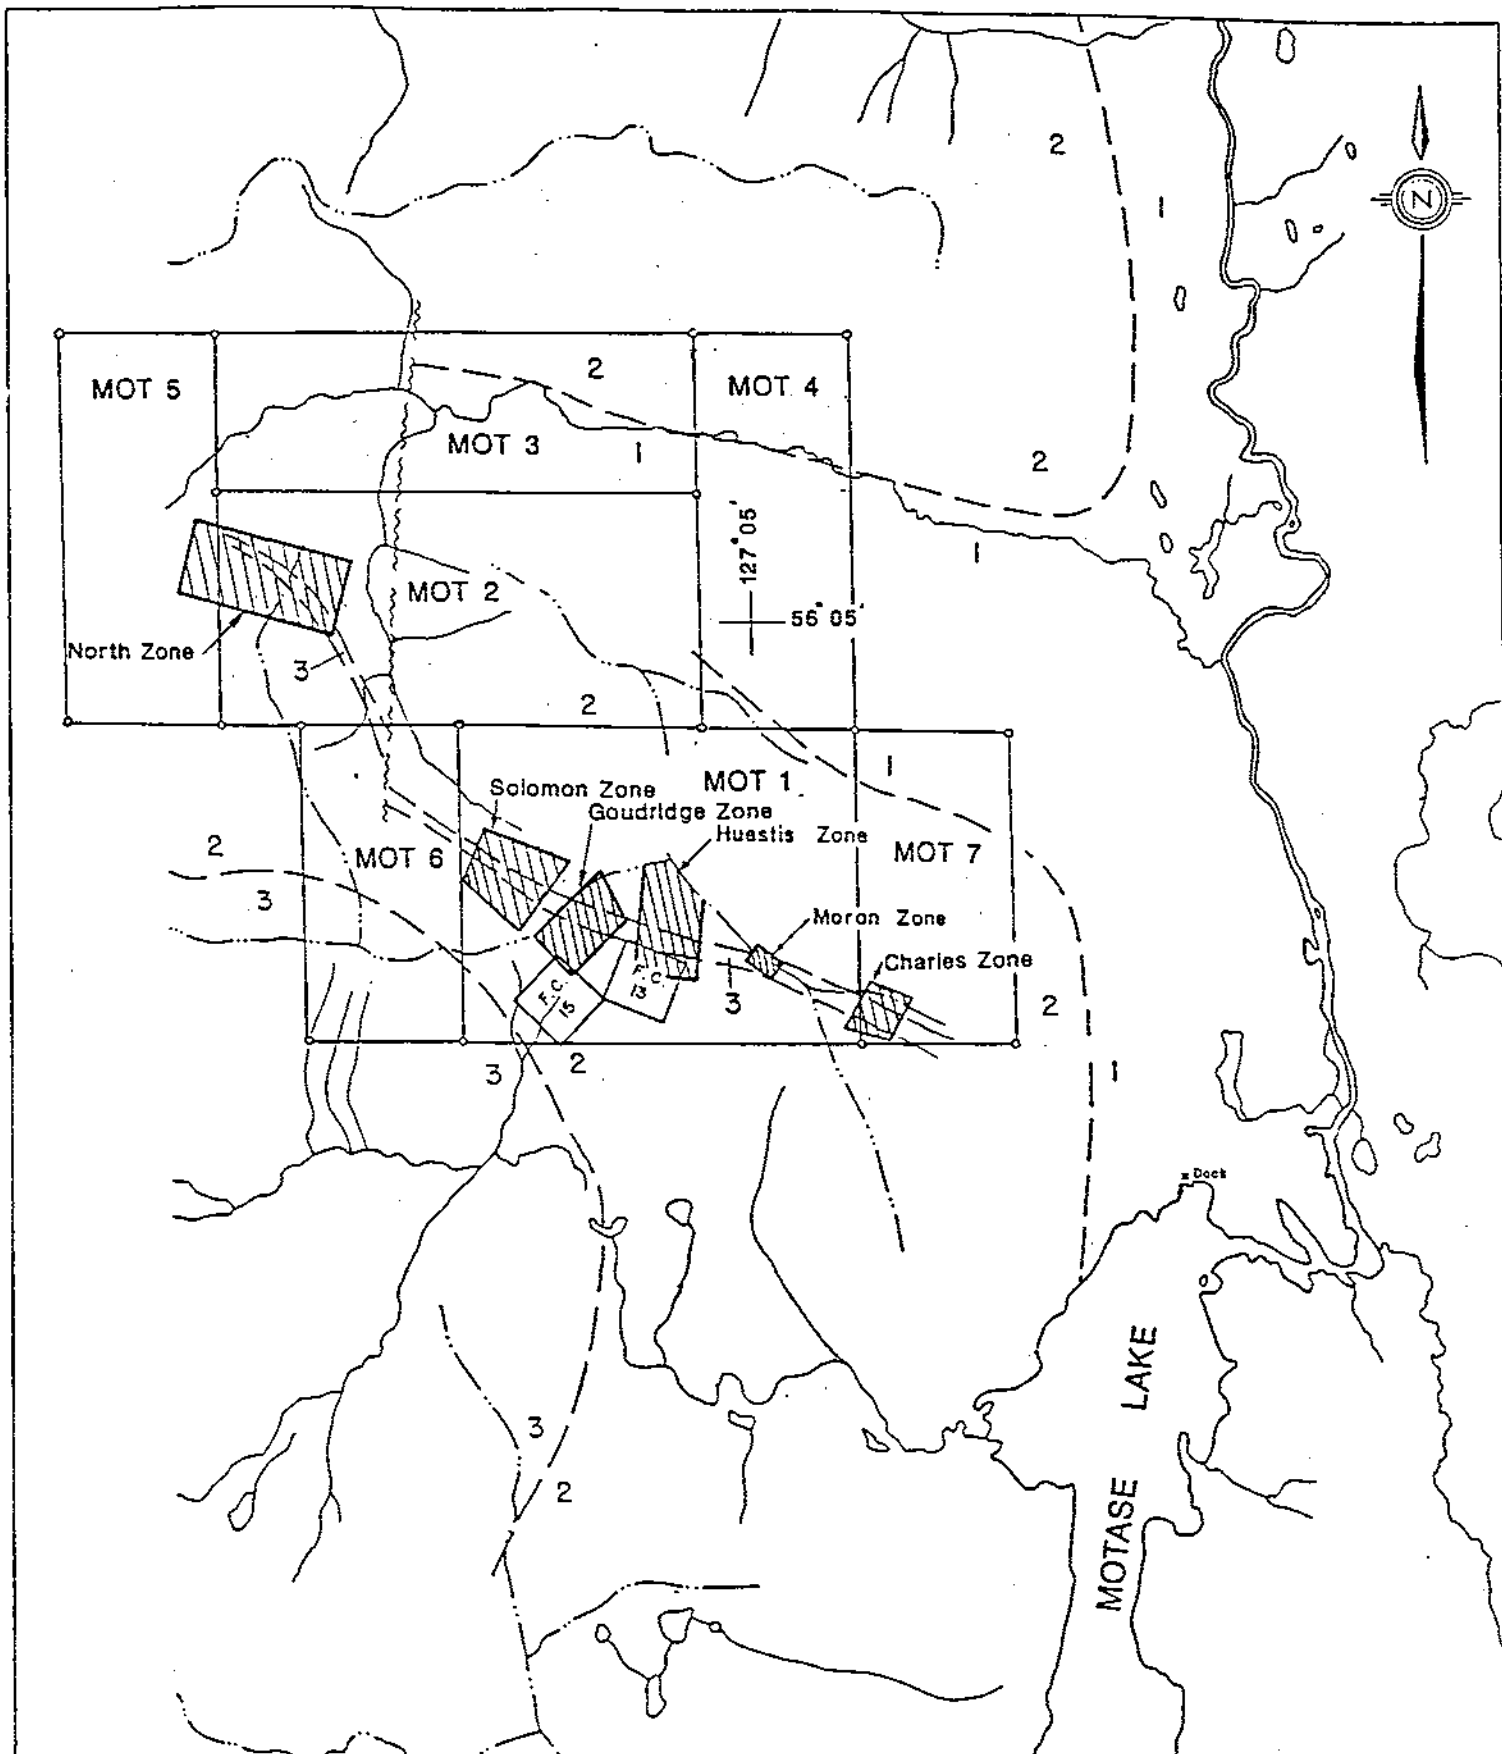 2
N
1
2
MOT 5
MOT 4
MOT 3
1
2
127° 05'
1
MOT 2
56° 05'
North Zone
3
2
MOT 1
1
Solomon Zone
Goudridge Zone
Huestis Zone
2
MOT 6
MOT 7
3
Moron Zone
Charles Zone
F. C.
13
F. C.
15
3
2
3
2
1
Dock
MOTASE LAKE
3
2